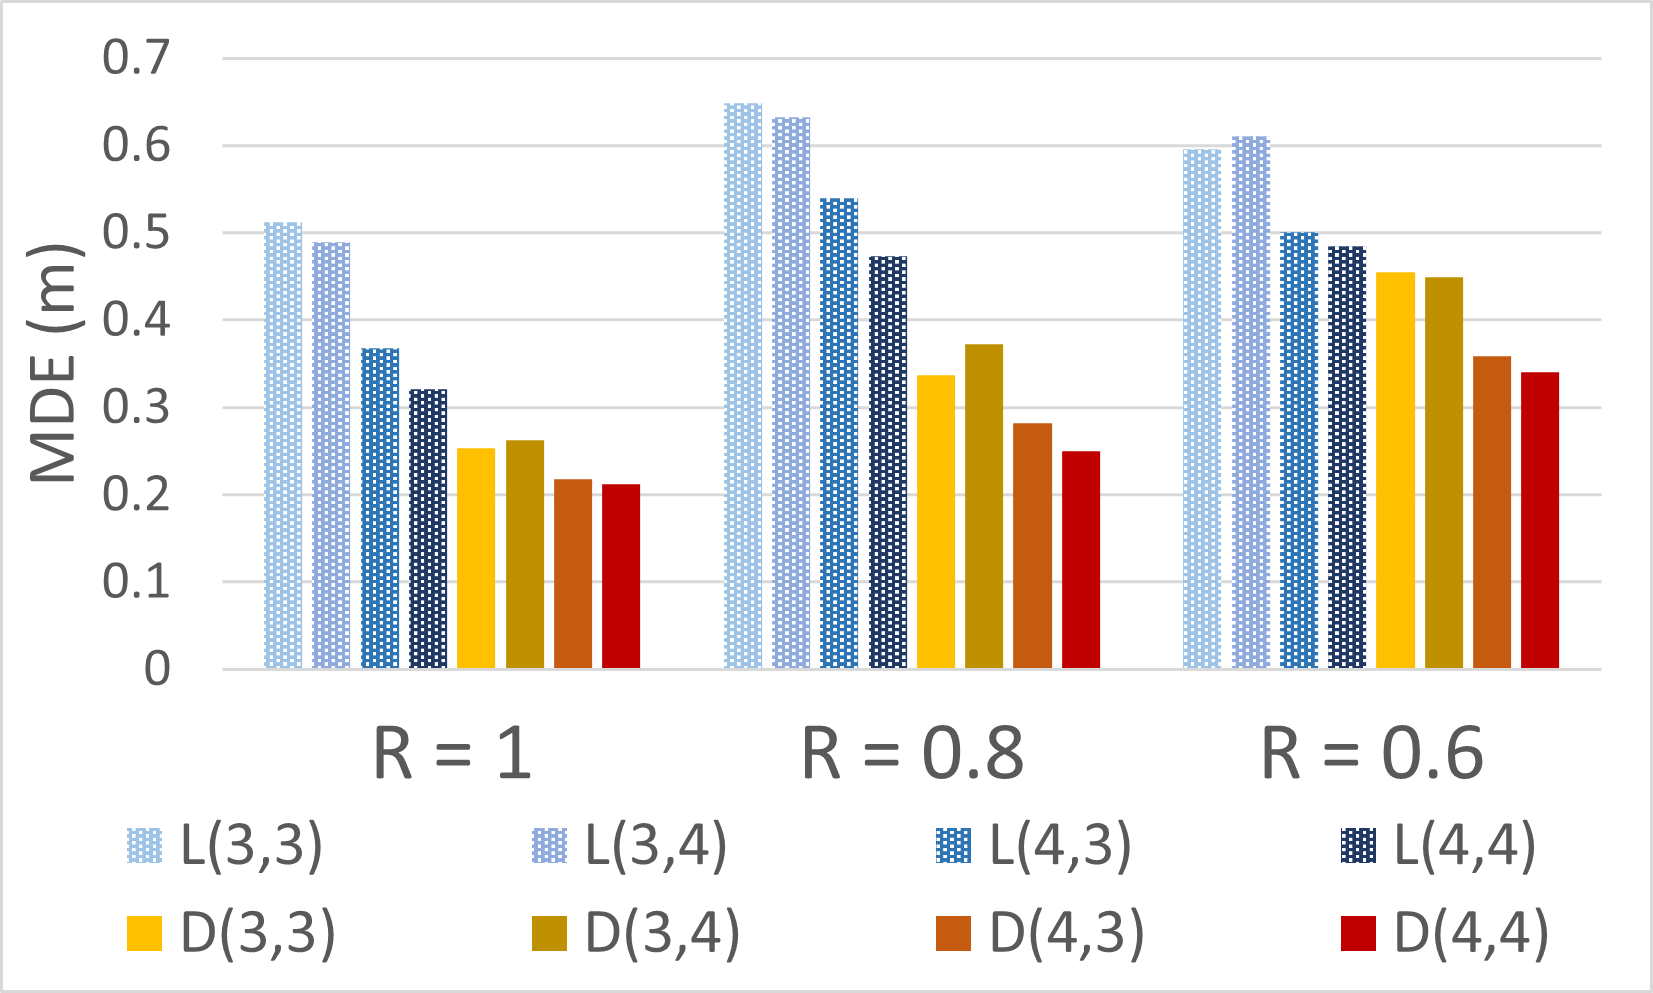 MDE (m)
0.7
0.6
0.5
0.4
0.3
0.2
0.1
0
R = 1 R = 0.8 R = 0.6
L(3,3) L(3,4) L(4,3) L(4,4)
D(3,3) D(3,4) D(4,3) D(4,4)